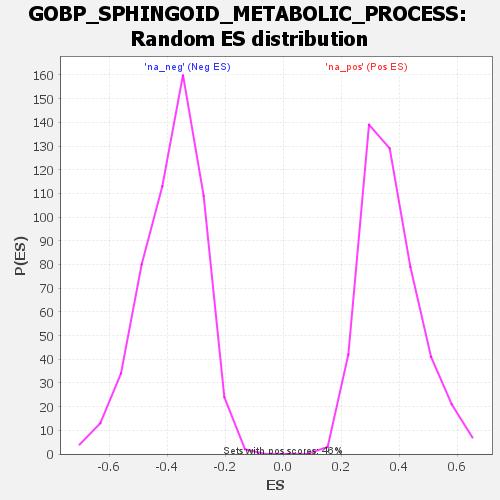 GOBP_SPHINGOID_METABOLIC_PROCESS:
Random ES distribution
'na_neg' (Neg ES) 'na_pos' (Pos ES)
160
150
140
130
120
110
100
90
80
70
60
50
40
30
20
10
0
P(ES)
Sets with pos scores: 46%
-0.6 -0.4 -0.2 0.0 0.2 0.4 0.6
ES